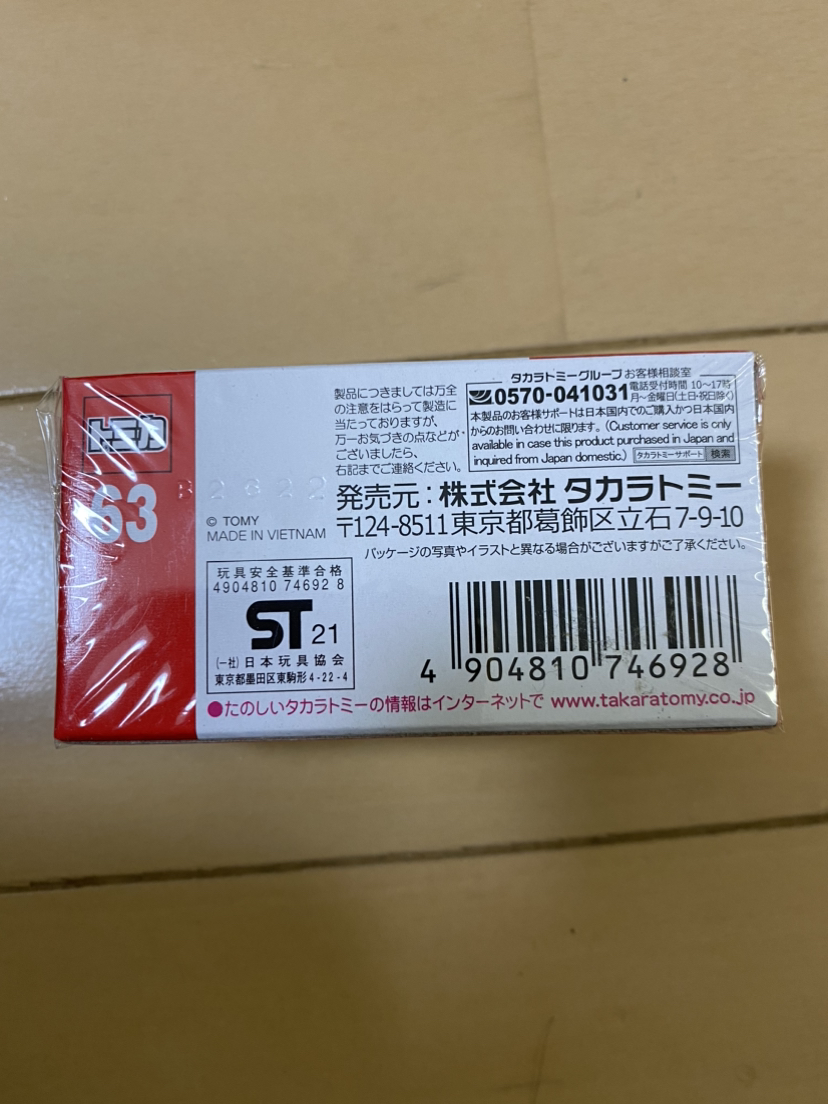 トミカ
63
B2922
© TOMY
MADE IN VIETNAM
製品につきましては万全
の注意をはらって製造に
当たっておりますが、
万一お気づきの点などが
ございましたら、
右記までご連絡ください。
タカラトミーグループお客様相談室
0570-041031
電話受付時間 10〜17時
月〜金曜日(土日・祝日除く)
本製品のお客様サポートは日本国内でのご購入かつ日本国内
からのお問い合わせに限ります。(Customer service is only
available in case this product purchased in Japan and
inquired from Japan domestic.)
タカラトミーサポート 検索
発売元:株式会社 タカラトミー
〒124-8511東京都葛飾区立石7-9-10
パッケージの写真やイラストと異なる場合がございますがご了承ください。
玩具安全基準合格
4904810 74692 8
ST 21
(一社)日本玩具協会
東京都墨田区東駒形4-22-4
4 904810 746928
●たのしいタカラトミーの情報はインターネットで www.takaratomy.co.jp